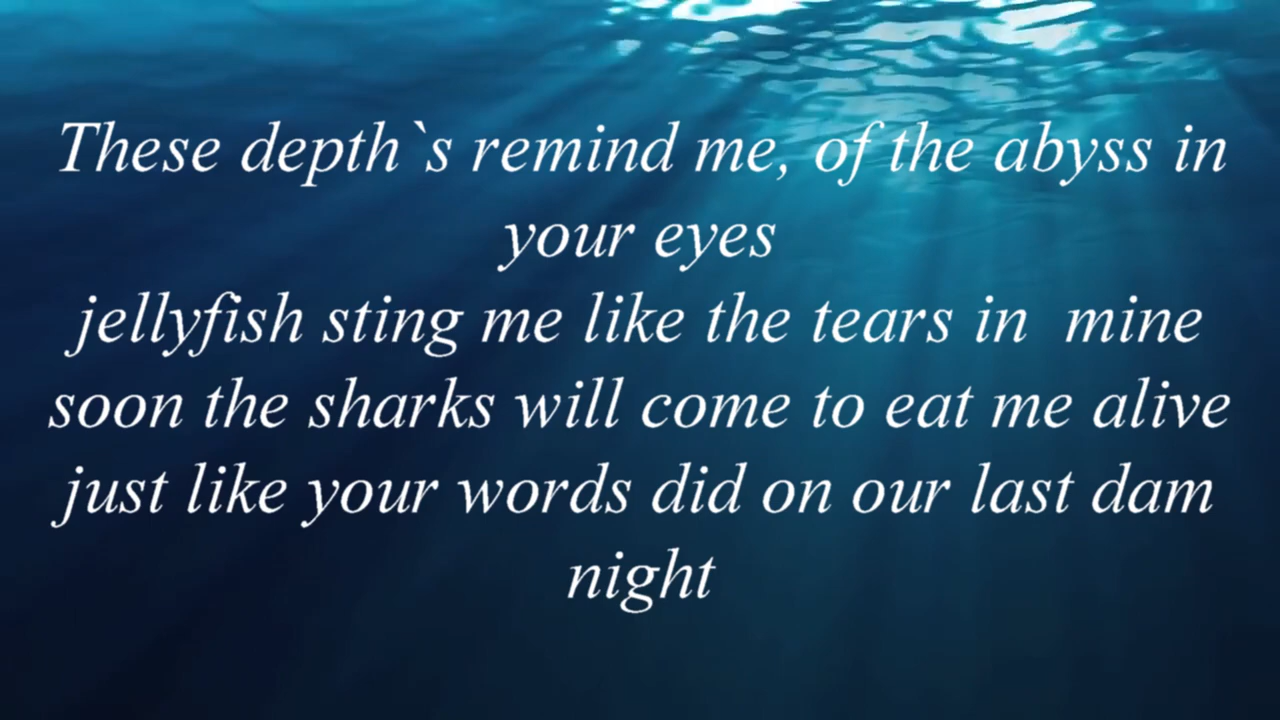 These depth`s remind me, of the abyss in
your eyes
jellyfish sting me like the tears in  mine
soon the sharks will come to eat me alive
just like your words did on our last dam
night